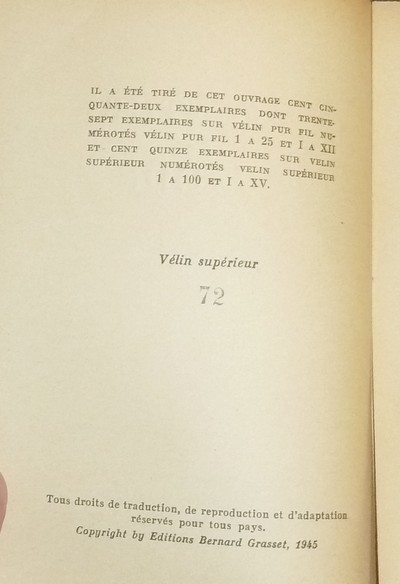 IL A ÉTÉ TIRÉ DE CET OUVRAGE CENT CIN-
QUANTE-DEUX EXEMPLAIRES DONT TRENTE-
SEPT EXEMPLAIRES SUR VÉLIN PUR FIL NU-
MÉROTÉS VÉLIN PUR FIL 1 A 25 ET I A XII
ET CENT QUINZE EXEMPLAIRES SUR VELIN
SUPÉRIEUR NUMÉROTÉS VELIN SUPÉRIEUR
1 A 100 ET I A XV.
Vélin supérieur
72
Tous droits de traduction, de reproduction et d'adaptation
réservés pour tous pays.
Copyright by Editions Bernard Grasset, 1945